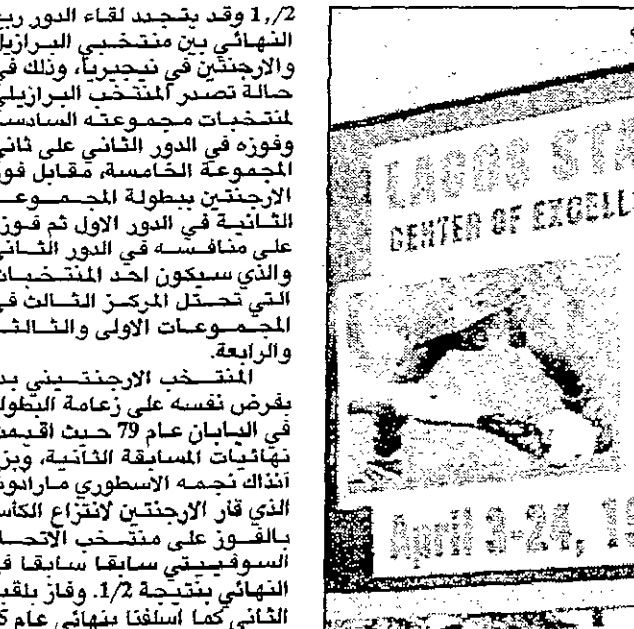 1,/2 وقد يتجدد لقاء الدور ربع
النهائي بين منتخبي البرازيل
والارجنتين في نيجيريا، وذلك في
حالة تصدر المنتخب البرازيلي
لمنتخبات مجموعته السادسة
وفوزه في الدور الثاني على ثاني
المجموعة الخامسة، مقابل فوز
الارجنتين ببطولة المجموعة
الثانية في الدور الاول ثم فوزه
على منافسه في الدور الثاني
والذي سيكون احد المنتخبات
التي تحتل المركز الثالث في
المجموعات الاولى والثالثة
والرابعة.
المنتخب الارجنتيني بدأ
بفرض نفسه على زعامة البطولة
في اليابان عام 79 حيث اقيمت
نهائيات المسابقة الثانية، وبرز
آنذاك نجمه الاسطوري مارادونا
الذي قار الارجنتين لانتزاع الكأس
بالفوز على منتخب الاتحاد
السوفييتي سابقا سابقا في
النهائي بنتيجة 1/2. وفاز بلقبه
الثاني كما اسلفنا بنهائي عام
LAGOS STA
CENTER OF EXCELL
3-24,